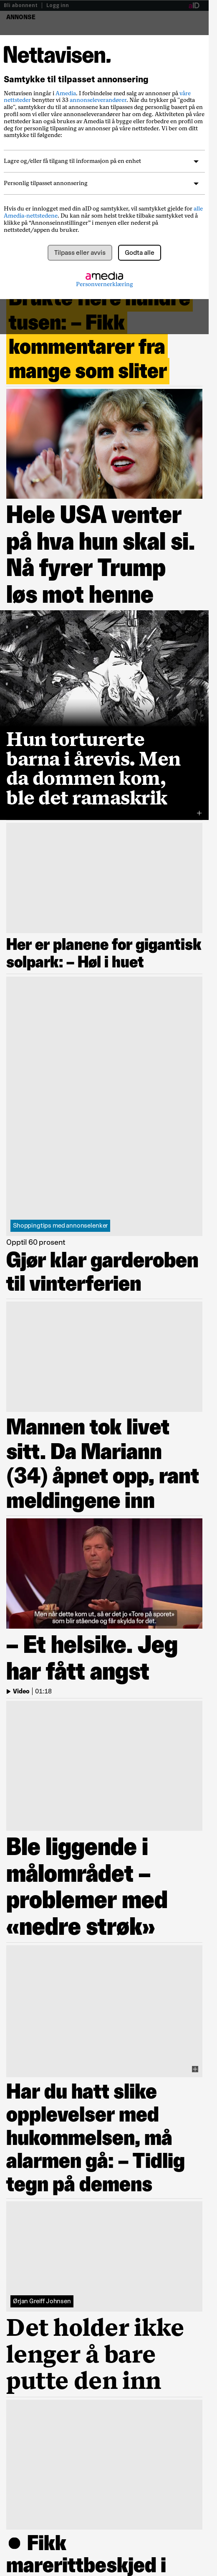 Bli abonnent | Logg inn
aID
ANNONSE
Nettavisen.
Samtykke til tilpasset annonsering
Nettavisen inngår i Amedia. I forbindelse med salg av annonser på våre
nettsteder benytter vi 33 annonseleverandører. Når du trykker på "godta
alle", samtykker du til at annonsene kan tilpasses deg personlig basert på en
profil som vi eller våre annonseleverandører har om deg. Aktiviteten på våre
nettsteder kan også brukes av Amedia til å bygge eller forbedre en profil om
deg for personlig tilpasning av annonser på våre nettsteder. Vi ber om ditt
samtykke til følgende:
Lagre og/eller få tilgang til informasjon på en enhet
Personlig tilpasset annonsering
Hvis du er innlogget med din aID og samtykker, vil samtykket gjelde for alle
Amedia-nettstedene. Du kan når som helst trekke tilbake samtykket ved å
klikke på “Annonseinnstillinger” i menyen eller nederst på
nettstedet/appen du bruker.
Tilpass eller avvis
Godta alle
amedia
Personvernerklæring
tusen: – Fikk
kommentarer fra
mange som sliter
Hele USA venter
på hva hun skal si.
Nå fyrer Trump
løs mot henne
Hun torturerte
barna i årevis. Men
da dommen kom,
ble det ramaskrik
Her er planene for gigantisk
solpark: – Høl i huet
Shoppingtips med annonselenker
Opptil 60 prosent
Gjør klar garderoben
til vinterferien
Mannen tok livet
sitt. Da Mariann
(34) åpnet opp, rant
meldingene inn
Men når dette kom ut, så er det jo «Tore på sporet»
som blir stående og får skylda for det.
– Et helsike. Jeg
har fått angst
Video | 01:18
Ble liggende i
målområdet –
problemer med
«nedre strøk»
Har du hatt slike
opplevelser med
hukommelsen, må
alarmen gå: – Tidlig
tegn på demens
Ørjan Greiff Johnsen
Det holder ikke
lenger å bare
putte den inn
● Fikk
marerittbeskjed i